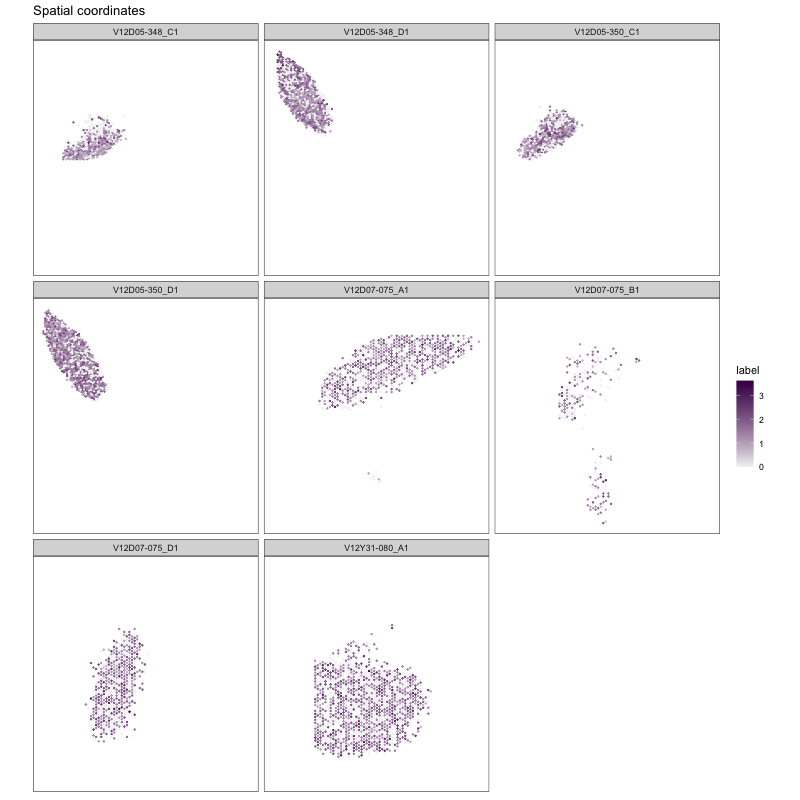 Spatial coordinates
V12D05-348_C1
V12D05-348_D1
V12D05-350_C1
V12D05-350_D1
V12D07-075_A1
V12D07-075_B1
label
3
2
1
0
V12D07-075_D1
V12Y31-080_A1